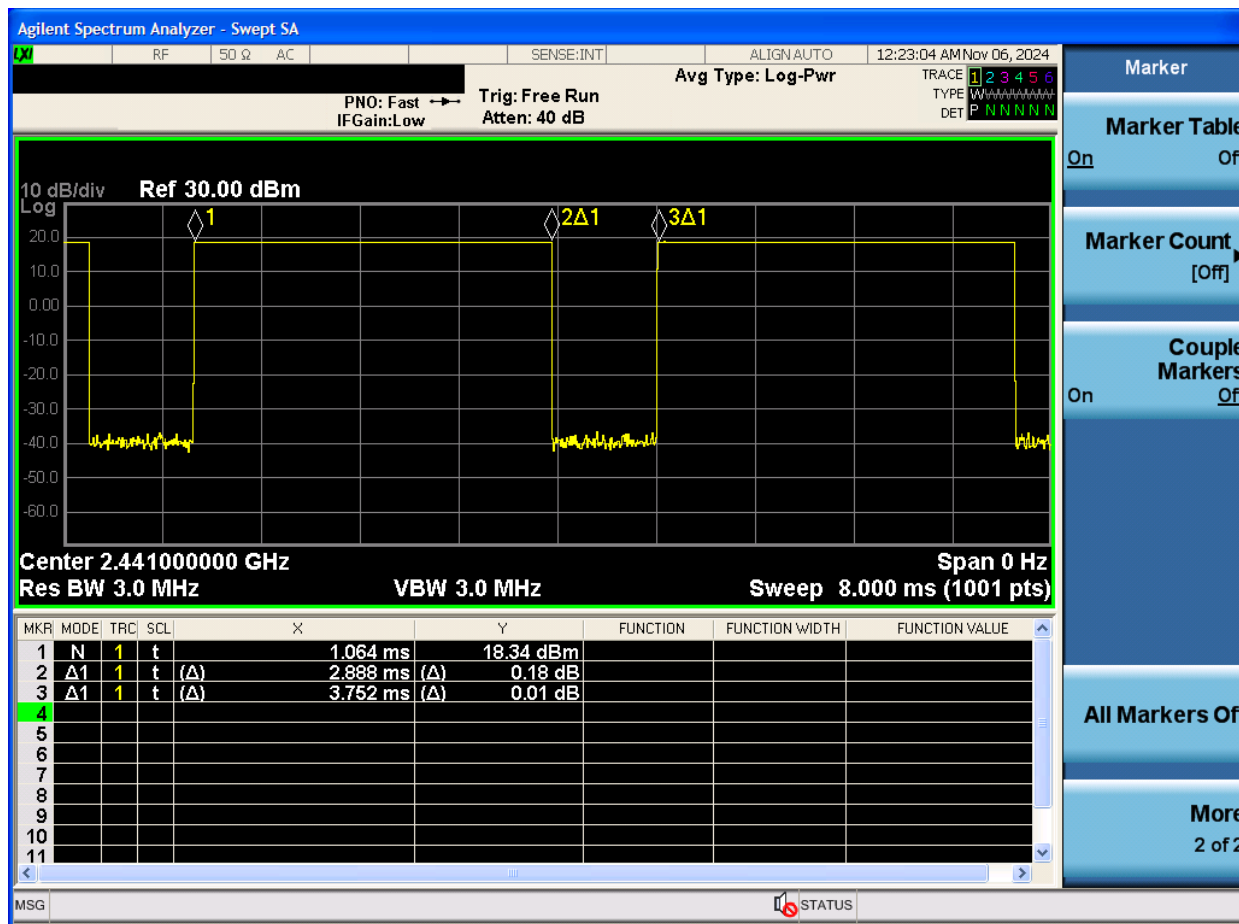 Agilent Spectrum Analyzer - Swept SA
LXI RF 50 Ω AC SENSE:INT ALIGN AUTO 12:23:04 AM Nov 06, 2024
Avg Type: Log-Pwr
TRACE 1 2 3 4 5 6
TYPE W
DET P N N N N N
PNO: Fast
IFGain:Low
Trig: Free Run
Atten: 40 dB
10 dB/div
Log
Ref 30.00 dBm
1
2Δ1
3Δ1
20.0
10.0
0.00
-10.0
-20.0
-30.0
-40.0
-50.0
-60.0
Center 2.441000000 GHz Span 0 Hz
Res BW 3.0 MHz VBW 3.0 MHz Sweep 8.000 ms (1001 pts)
MKR MODE TRC SCL X Y FUNCTION FUNCTION WIDTH FUNCTION VALUE
1 N 1 t 1.064 ms 18.34 dBm
2 Δ1 1 t (Δ) 2.888 ms (Δ) 0.18 dB
3 Δ1 1 t (Δ) 3.752 ms (Δ) 0.01 dB
4
5
6
7
8
9
10
11
MSG STATUS
Marker
Marker Table
On Of
Marker Count
[Off]
Couple
Markers
On Of
All Markers Of
More
2 of 2